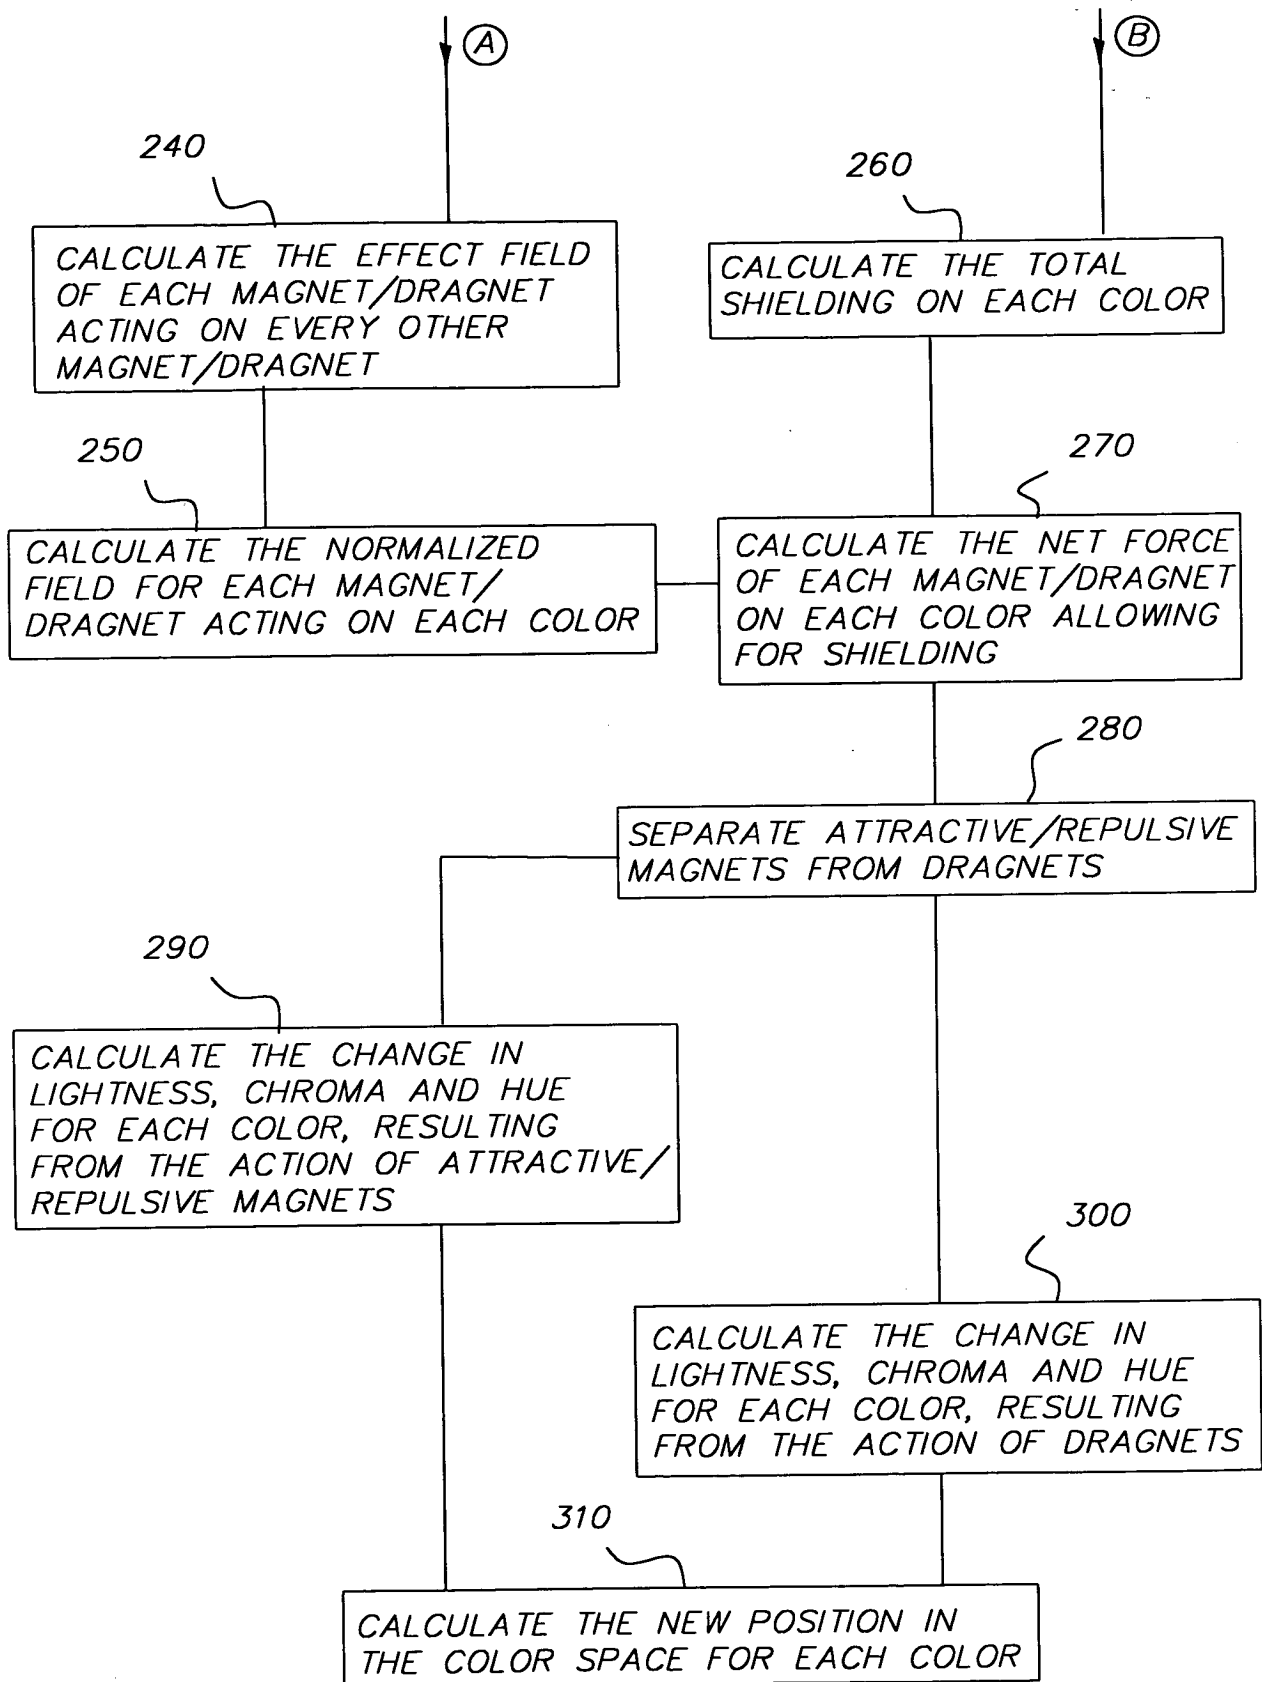 A
B
240
CALCULATE THE EFFECT FIELD
OF EACH MAGNET/DRAGNET
ACTING ON EVERY OTHER
MAGNET/DRAGNET
260
CALCULATE THE TOTAL
SHIELDING ON EACH COLOR
250
CALCULATE THE NORMALIZED
FIELD FOR EACH MAGNET/
DRAGNET ACTING ON EACH COLOR
270
CALCULATE THE NET FORCE
OF EACH MAGNET/DRAGNET
ON EACH COLOR ALLOWING
FOR SHIELDING
280
SEPARATE ATTRACTIVE/REPULSIVE
MAGNETS FROM DRAGNETS
290
CALCULATE THE CHANGE IN
LIGHTNESS, CHROMA AND HUE
FOR EACH COLOR, RESULTING
FROM THE ACTION OF ATTRACTIVE/
REPULSIVE MAGNETS
300
CALCULATE THE CHANGE IN
LIGHTNESS, CHROMA AND HUE
FOR EACH COLOR, RESULTING
FROM THE ACTION OF DRAGNETS
310
CALCULATE THE NEW POSITION IN
THE COLOR SPACE FOR EACH COLOR